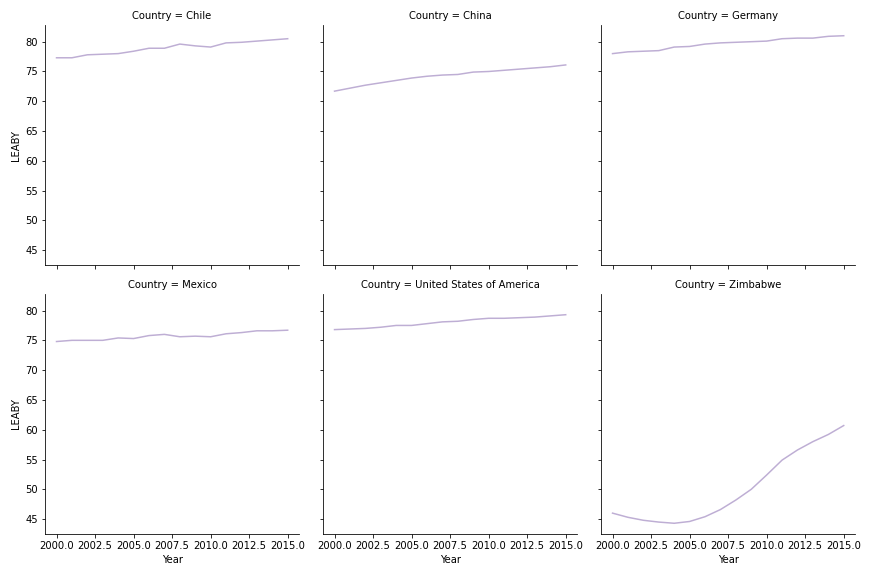 Country = Chile
Country = China
Country = Germany
80
75
70
65
60
55
50
45
LEABY
Country = Mexico
Country = United States of America
Country = Zimbabwe
80
75
70
65
60
55
50
45
LEABY
2000.0 2002.5 2005.0 2007.5 2010.0 2012.5 2015.0
2000.0 2002.5 2005.0 2007.5 2010.0 2012.5 2015.0
2000.0 2002.5 2005.0 2007.5 2010.0 2012.5 2015.0
Year
Year
Year